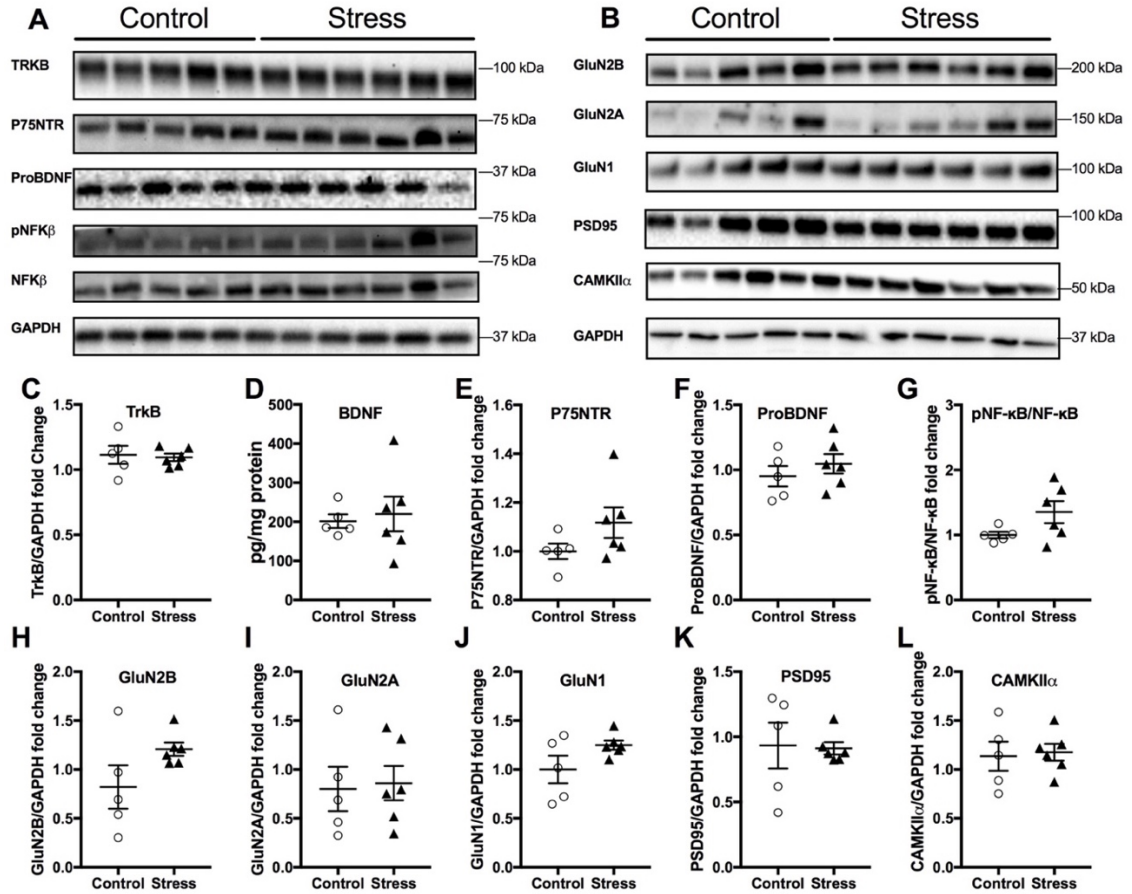 A Control Stress
TRKB
—100 kDa
P75NTR
—75 kDa
ProBDNF
—37 kDa
pNFKβ
—75 kDa
—75 kDa
NFKβ
GAPDH
—37 kDa
B Control Stress
GluN2B
—200 kDa
GluN2A
—150 kDa
GluN1
—100 kDa
PSD95
—100 kDa
CAMKIIα
—50 kDa
GAPDH
—37 kDa
C
TrkB
TrkB/GAPDH fold Change
1.5
1.0
0.5
0.0
Control Stress
D
BDNF
pg/mg protein
500
400
300
200
100
0
Control Stress
E
P75NTR
P75NTR/GAPDH fold change
1.6
1.4
1.2
1.0
0.8
Control Stress
F
ProBDNF
ProBDNF/GAPDH fold change
1.5
1.0
0.5
0.0
Control Stress
G
pNF-κB/NF-κB
pNF-κB/NF-κB fold change
3
2
1
0
Control Stress
H
GluN2B
GluN2B/GAPDH fold change
2.0
1.5
1.0
0.5
0.0
Control Stress
I
GluN2A
GluN2A/GAPDH fold change
2.0
1.5
1.0
0.5
0.0
Control Stress
J
GluN1
GluN1/GAPDH fold change
2.0
1.5
1.0
0.5
0.0
Control Stress
K
PSD95
PSD95/GAPDH fold change
1.5
1.0
0.5
0.0
Control Stress
L
CAMKIIα
CAMKIIα/GAPDH fold change
2.0
1.5
1.0
0.5
0.0
Control Stress